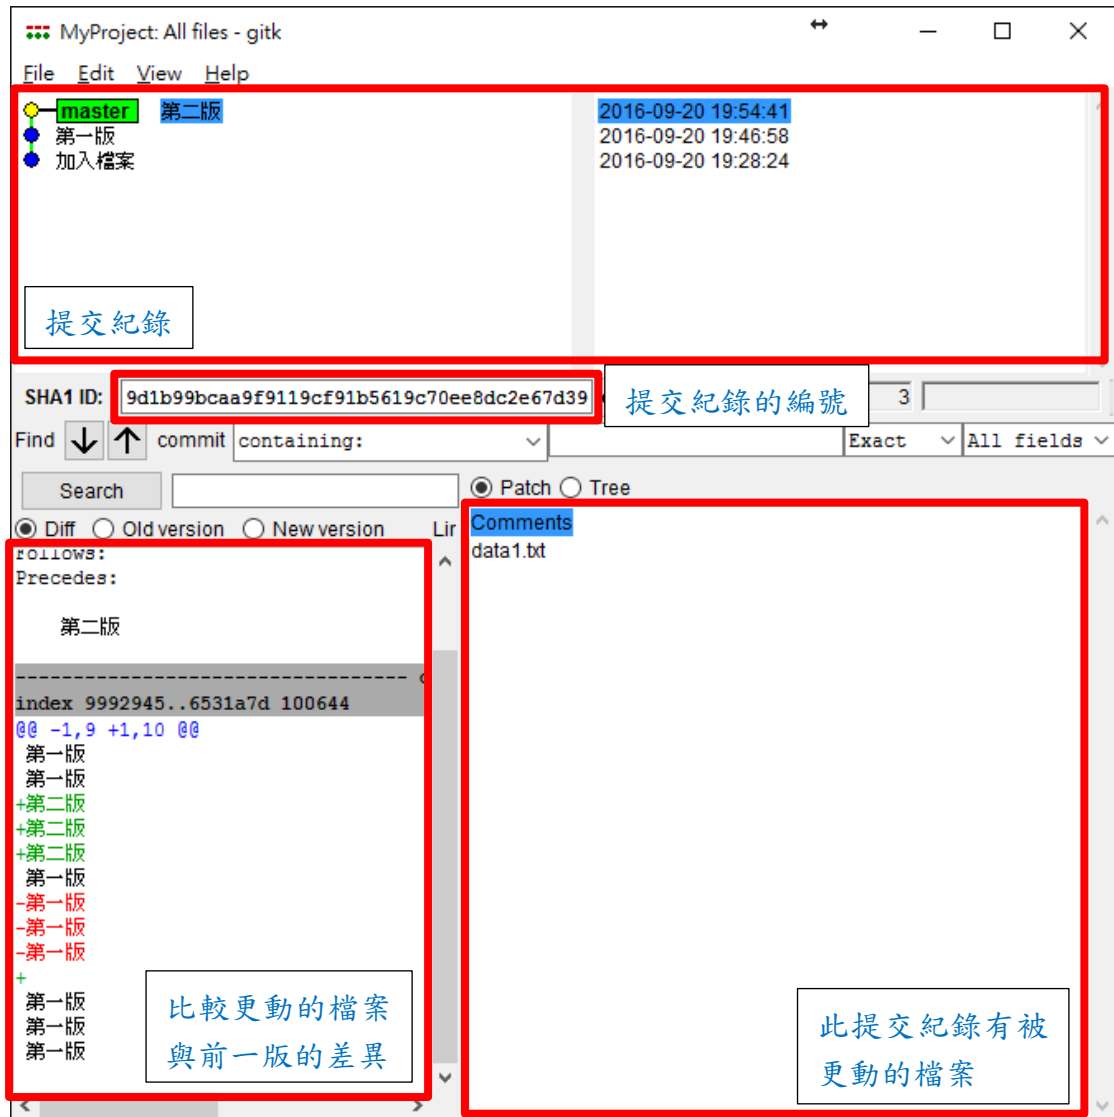 MyProject: All files - gitk
File Edit View Help
master 第二版 2016-09-20 19:54:41
第一版 2016-09-20 19:46:58
加入檔案 2016-09-20 19:28:24
提交紀錄
SHA1 ID: 9d1b99bcaa9f9119cf91b5619c70ee8dc2e67d39 提交紀錄的編號 3
Find commit containing: Exact All fields
Search Patch Tree
Diff Old version New version Lin
Comments
data1.txt
Follows:
Precedes:
第二版
index 9992945..6531a7d 100644
@@ -1,9 +1,10 @@
第一版
第一版
+第二版
+第二版
+第二版
第一版
-第一版
-第一版
-第一版
+
第一版
第一版
第一版
比較更動的檔案
與前一版的差異
此提交紀錄有被
更動的檔案